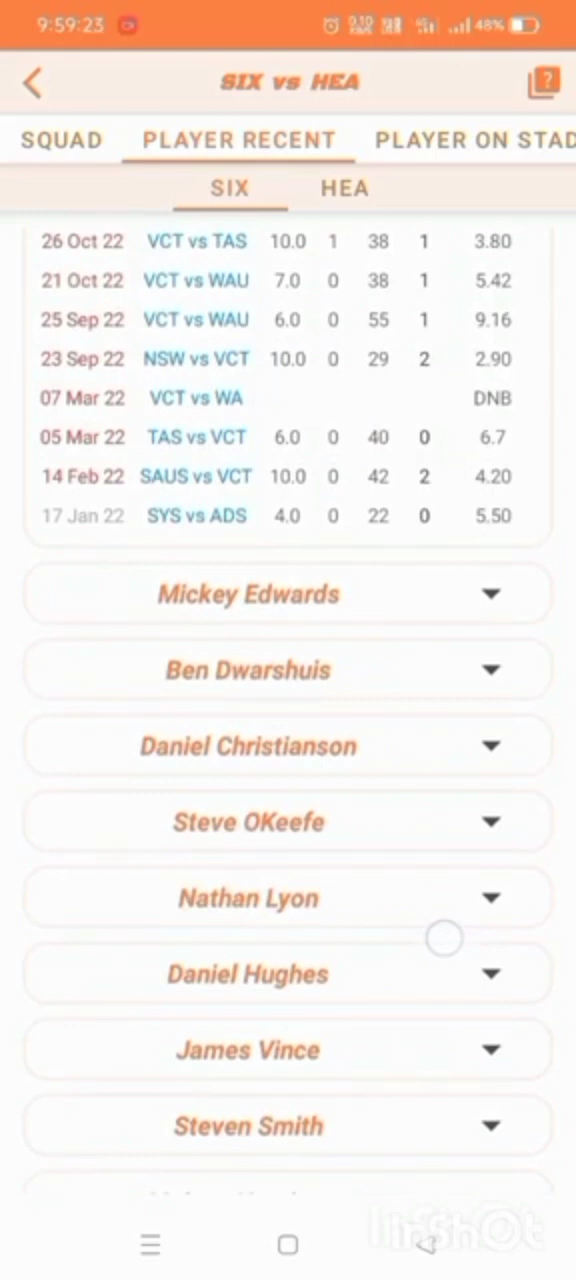 9:59:23 48%
SIX vs HEA
SQUAD PLAYER RECENT PLAYER ON STAD
SIX HEA
26 Oct 22 VCT vs TAS 10.0 1 38 1 3.80
21 Oct 22 VCT vs WAU 7.0 0 38 1 5.42
25 Sep 22 VCT vs WAU 6.0 0 55 1 9.16
23 Sep 22 NSW vs VCT 10.0 0 29 2 2.90
07 Mar 22 VCT vs WA DNB
05 Mar 22 TAS vs VCT 6.0 0 40 0 6.7
14 Feb 22 SAUS vs VCT 10.0 0 42 2 4.20
17 Jan 22 SYS vs ADS 4.0 0 22 0 5.50
Mickey Edwards
Ben Dwarshuis
Daniel Christianson
Steve OKeefe
Nathan Lyon
Daniel Hughes
James Vince
Steven Smith
InShOt